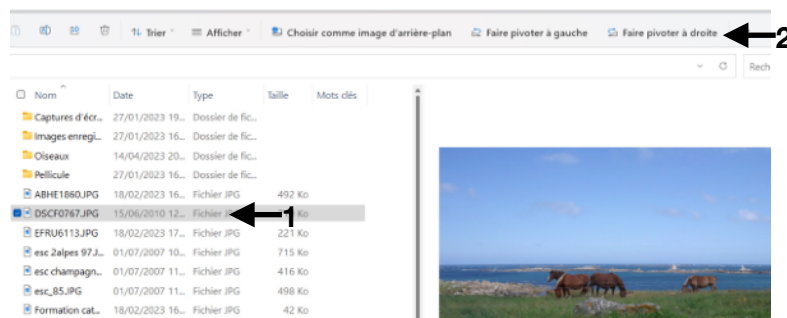 Trier Afficher Choisir comme image d'arrière-plan Faire pivoter à gauche Faire pivoter à droite 2
Rech
Nom Date Type Taille Mots clés
Captures d'écr... 27/01/2023 19... Dossier de fic...
Images enregi... 27/01/2023 16... Dossier de fic...
Oiseaux 14/04/2023 20... Dossier de fic...
Pellicule 27/01/2023 16... Dossier de fic...
ABHE1860.JPG 18/02/2023 16... Fichier JPG 492 Ko
DSCF0767.JPG 15/06/2010 12... Fichier 1 Ko
EFRU6113.JPG 18/02/2023 17... Fichier JPG 221 Ko
esc 2alpes 97.J... 01/07/2007 10... Fichier JPG 715 Ko
esc champagn... 01/07/2007 11... Fichier JPG 416 Ko
esc_85.JPG 01/07/2007 11... Fichier JPG 498 Ko
Formation cat... 18/02/2023 16... Fichier JPG 42 Ko